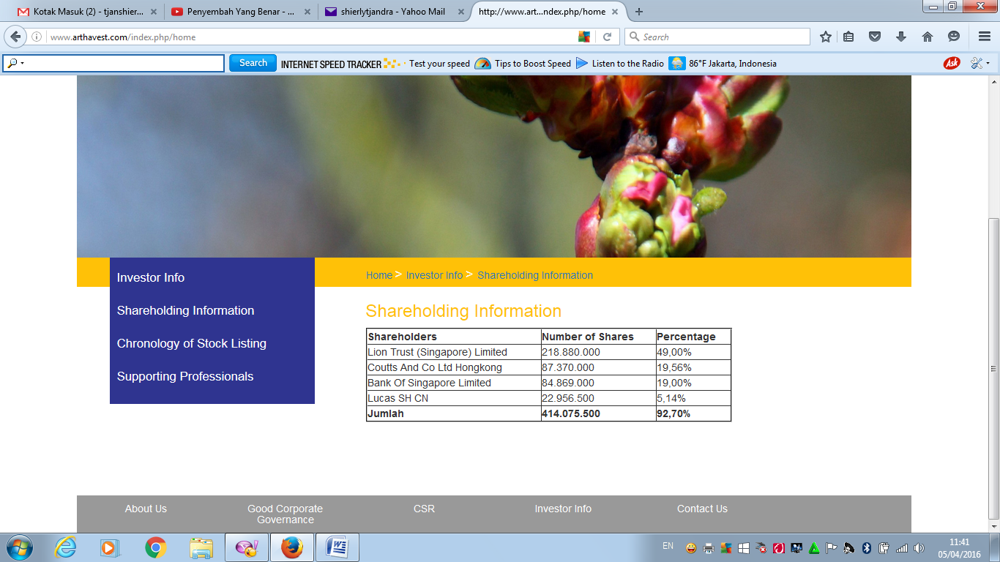 Kotak Masuk (2) - tjanshier...
Penyembah Yang Benar - ...
shierlytjandra - Yahoo Mail
http://www.art...ndex.php/home
www.arthavest.com/index.php/home
Search
Search
INTERNET SPEED TRACKER
Test your speed
Tips to Boost Speed
Listen to the Radio
86°F Jakarta, Indonesia
Ask
Investor Info
Shareholding Information
Chronology of Stock Listing
Supporting Professionals
Home > Investor Info > Shareholding Information
Shareholding Information
Shareholders Number of Shares Percentage
Lion Trust (Singapore) Limited 218.880.000 49,00%
Coutts And Co Ltd Hongkong 87.370.000 19,56%
Bank Of Singapore Limited 84.869.000 19,00%
Lucas SH CN 22.956.500 5,14%
Jumlah 414.075.500 92,70%
About Us
Good Corporate
Governance
CSR
Investor Info
Contact Us
EN
11:41
05/04/2016